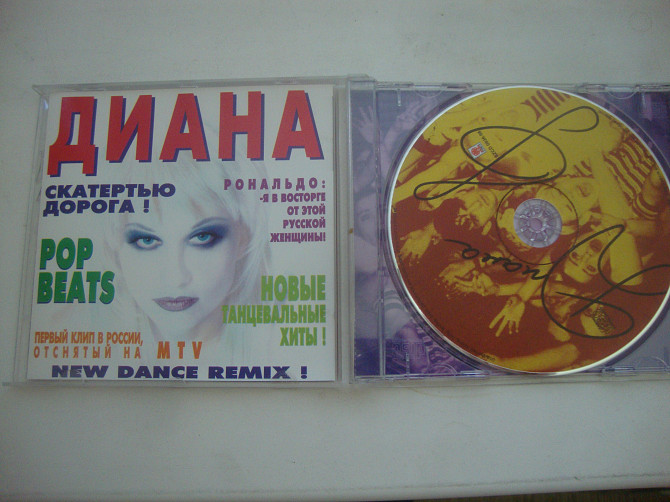 ДИАНА
СКАТЕРТЬЮ
ДОРОГА !
РОНАЛЬДО:
-Я В ВОСТОРГЕ
ОТ ЭТОЙ
РУССКОЙ
ЖЕНЩИНЫ!
POP
BEATS
НОВЫЕ
ТАНЦЕВАЛЬНЫЕ
ХИТЫ !
ПЕРВЫЙ КЛИП В РОССИИ,
ОТСНЯТЫЙ НА MTV
NEW DANCE REMIX !
Диана